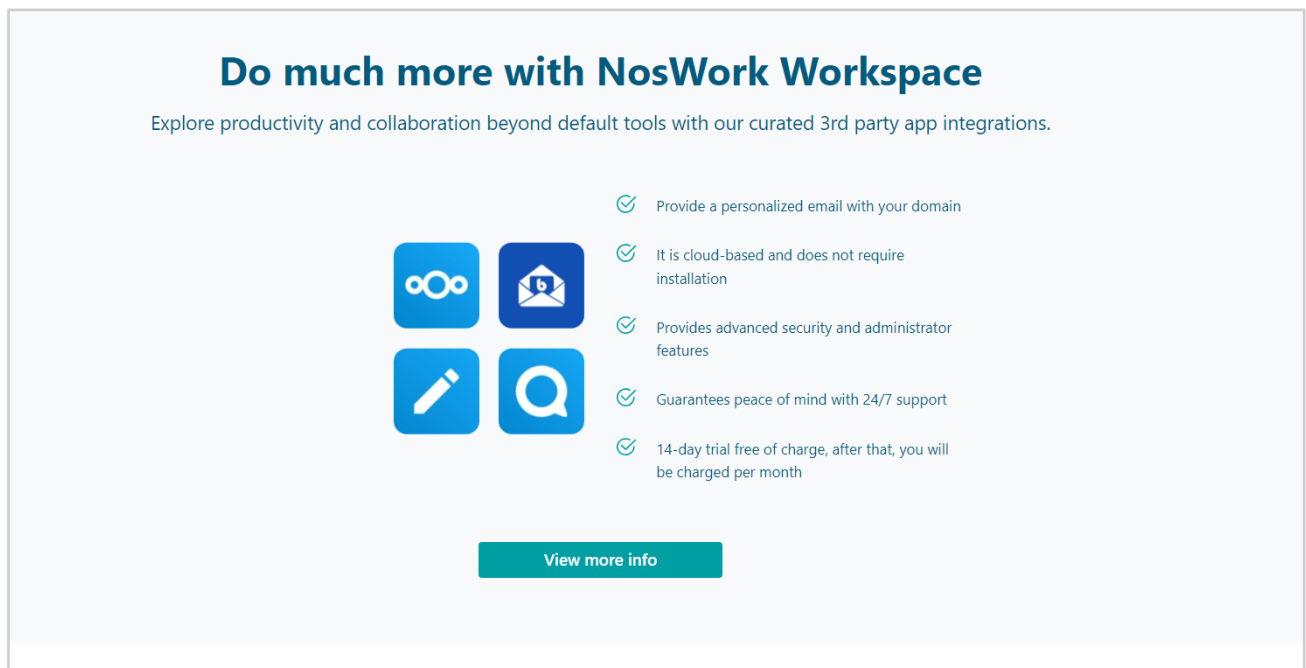 Do much more with NosWork Workspace
Explore productivity and collaboration beyond default tools with our curated 3rd party app integrations.
Provide a personalized email with your domain
It is cloud-based and does not require
installation
Provides advanced security and administrator
features
Guarantees peace of mind with 24/7 support
14-day trial free of charge, after that, you will
be charged per month
View more info